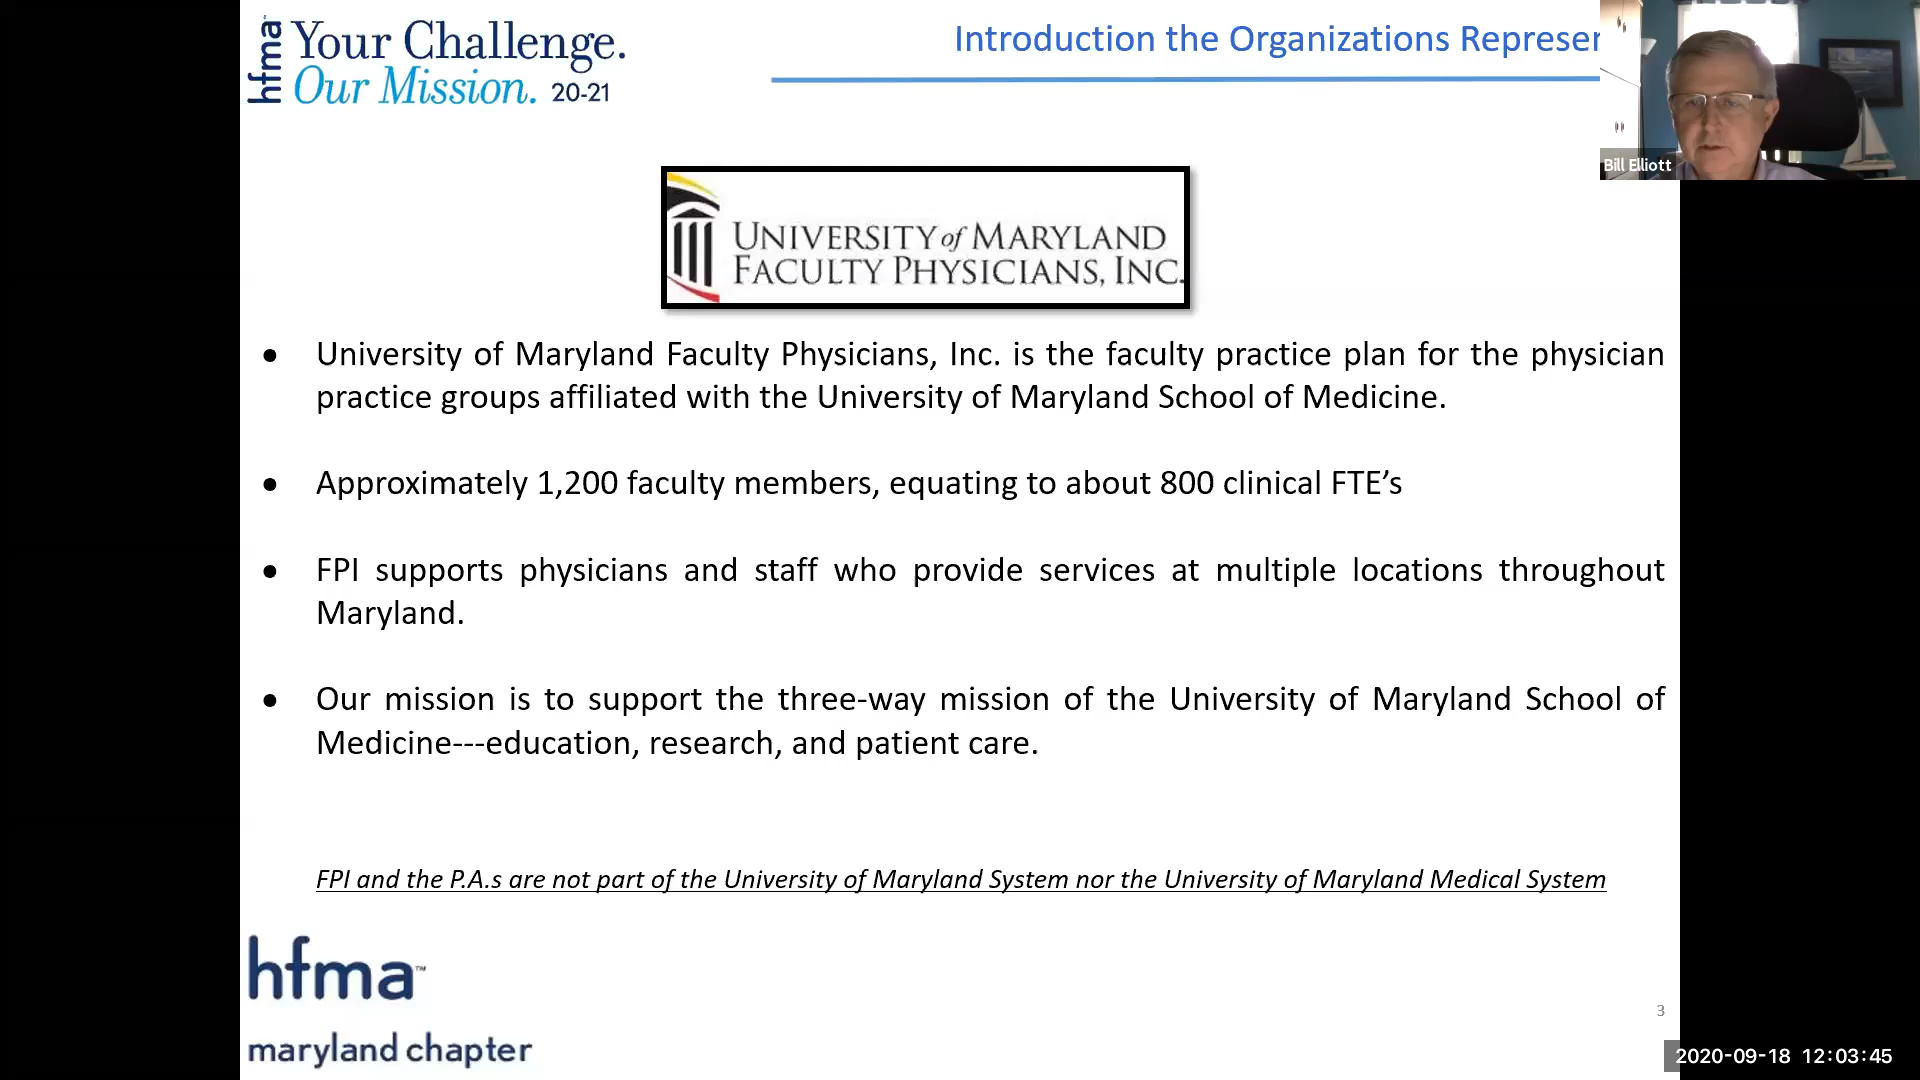 hfma™
Your Challenge.
Our Mission. 20-21
Introduction the Organizations Represen
Bill Elliott
UNIVERSITY of MARYLAND
FACULTY PHYSICIANS, INC.
• University of Maryland Faculty Physicians, Inc. is the faculty practice plan for the physician
practice groups affiliated with the University of Maryland School of Medicine.
• Approximately 1,200 faculty members, equating to about 800 clinical FTE’s
• FPI supports physicians and staff who provide services at multiple locations throughout
Maryland.
• Our mission is to support the three-way mission of the University of Maryland School of
Medicine---education, research, and patient care.
FPI and the P.A.s are not part of the University of Maryland System nor the University of Maryland Medical System
hfma™
maryland chapter
3
2020-09-18 12:03:45